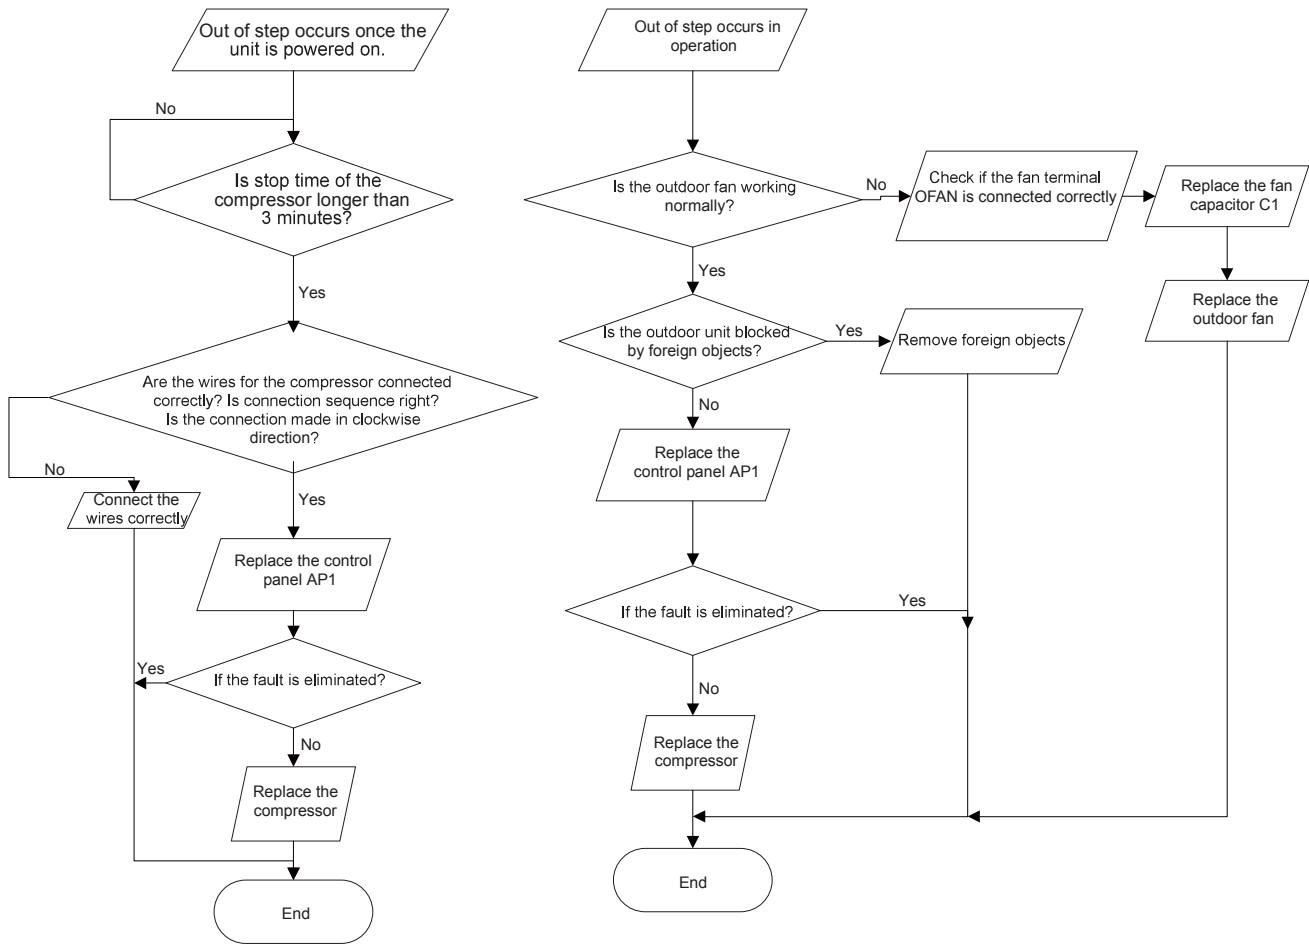 Out of step occurs once the
unit is powered on.
No
Is stop time of the
compressor longer than
3 minutes?
Yes
Are the wires for the compressor connected
correctly? Is connection sequence right?
Is the connection made in clockwise
direction?
No
Connect the
wires correctly
Yes
Replace the control
panel AP1
Yes
If the fault is eliminated?
No
Replace the
compressor
End
Out of step occurs in
operation
Is the outdoor fan working
normally?
No
Check if the fan terminal
OFAN is connected correctly
Replace the fan
capacitor C1
Replace the
outdoor fan
Yes
Is the outdoor unit blocked
by foreign objects?
Yes
Remove foreign objects
No
Replace the
control panel AP1
If the fault is eliminated?
Yes
No
Replace the
compressor
End